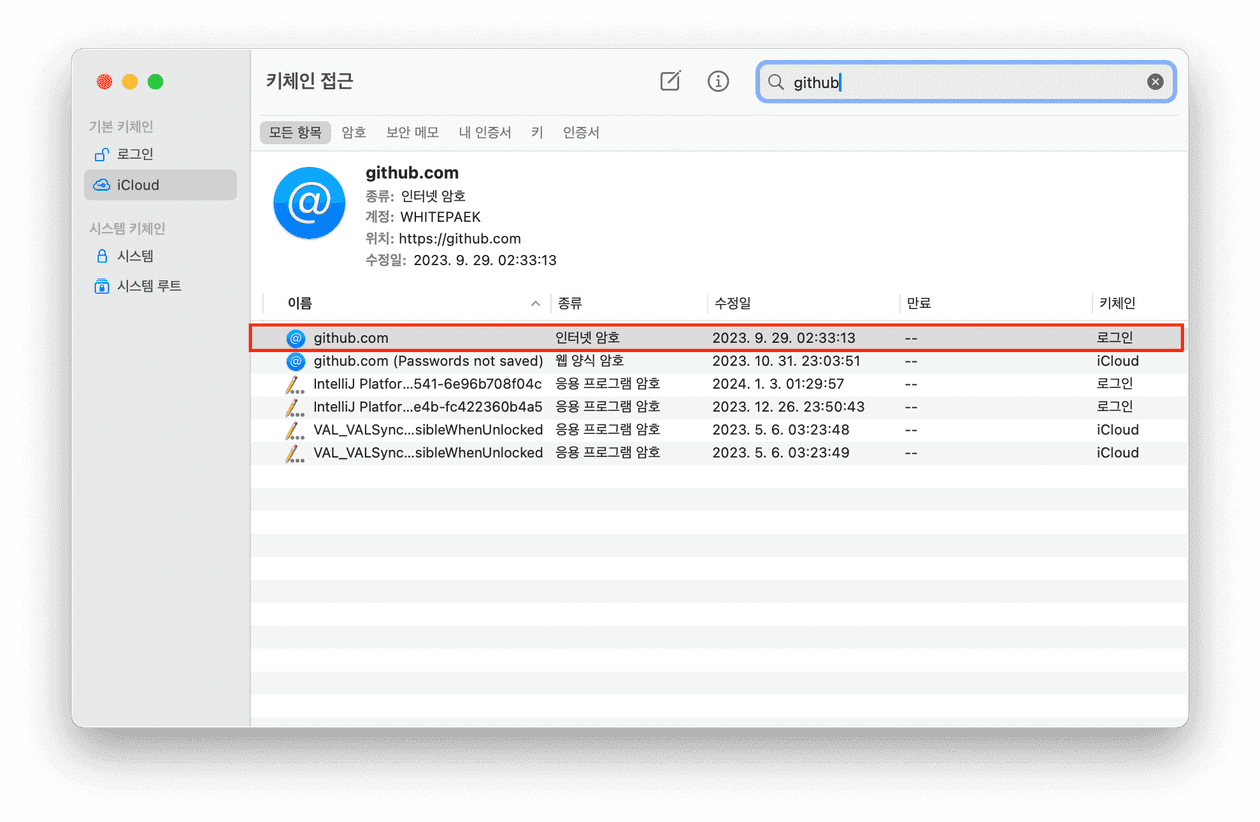 키체인 접근
github
기본 키체인
로그인
iCloud
시스템 키체인
시스템
시스템 루트
모든 항목 암호 보안 메모 내 인증서 키 인증서
@
github.com
종류: 인터넷 암호
계정: WHITEPAEK
위치: https://github.com
수정일: 2023. 9. 29. 02:33:13
이름 종류 수정일 만료 키체인
@ github.com 인터넷 암호 2023. 9. 29. 02:33:13 -- 로그인
@ github.com (Passwords not saved) 웹 양식 암호 2023. 10. 31. 23:03:51 -- iCloud
IntelliJ Platfor...541-6e96b708f04c 응용 프로그램 암호 2024. 1. 3. 01:29:57 -- 로그인
IntelliJ Platfor...e4b-fc422360b4a5 응용 프로그램 암호 2023. 12. 26. 23:50:43 -- 로그인
VAL_VALSync...sibleWhenUnlocked 응용 프로그램 암호 2023. 5. 6. 03:23:48 -- iCloud
VAL_VALSync...sibleWhenUnlocked 응용 프로그램 암호 2023. 5. 6. 03:23:49 -- iCloud